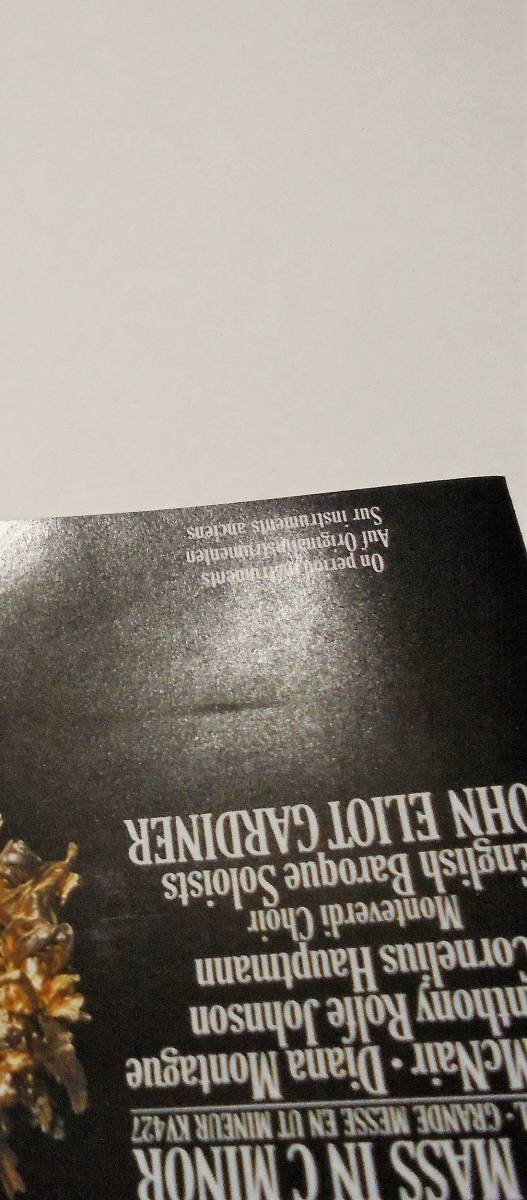 MASS IN C MINOR
- GRANDE MESSE EN UT MINEUR KV427
McNair · Diana Montague
nthony Rolfe Johnson
Cornelius Hauptmann
Monteverdi Choir
English Baroque Soloists
OHN ELIOT GARDINER
On period instruments
Auf Originalinstrumenten
Sur instruments anciens